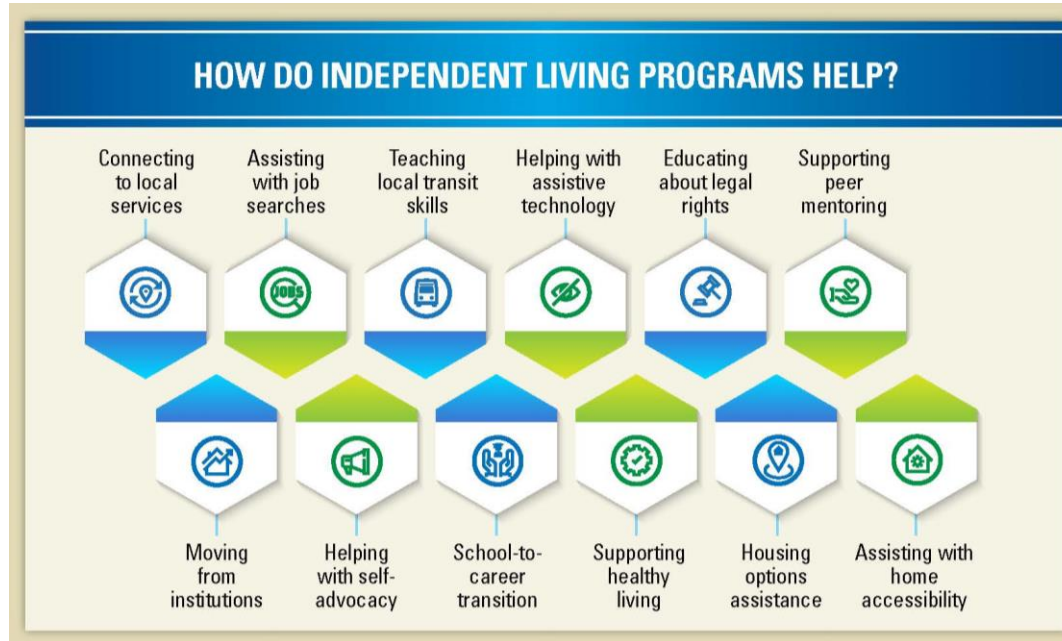 HOW DO INDEPENDENT LIVING PROGRAMS HELP?
Connecting
to local
services
Assisting
with job
searches
Teaching
local transit
skills
Helping with
assistive
technology
Educating
about legal
rights
Supporting
peer
mentoring
JOBS
Moving
from
institutions
Helping
with self-
advocacy
School-to-
career
transition
Supporting
healthy
living
Housing
options
assistance
Assisting with
home
accessibility